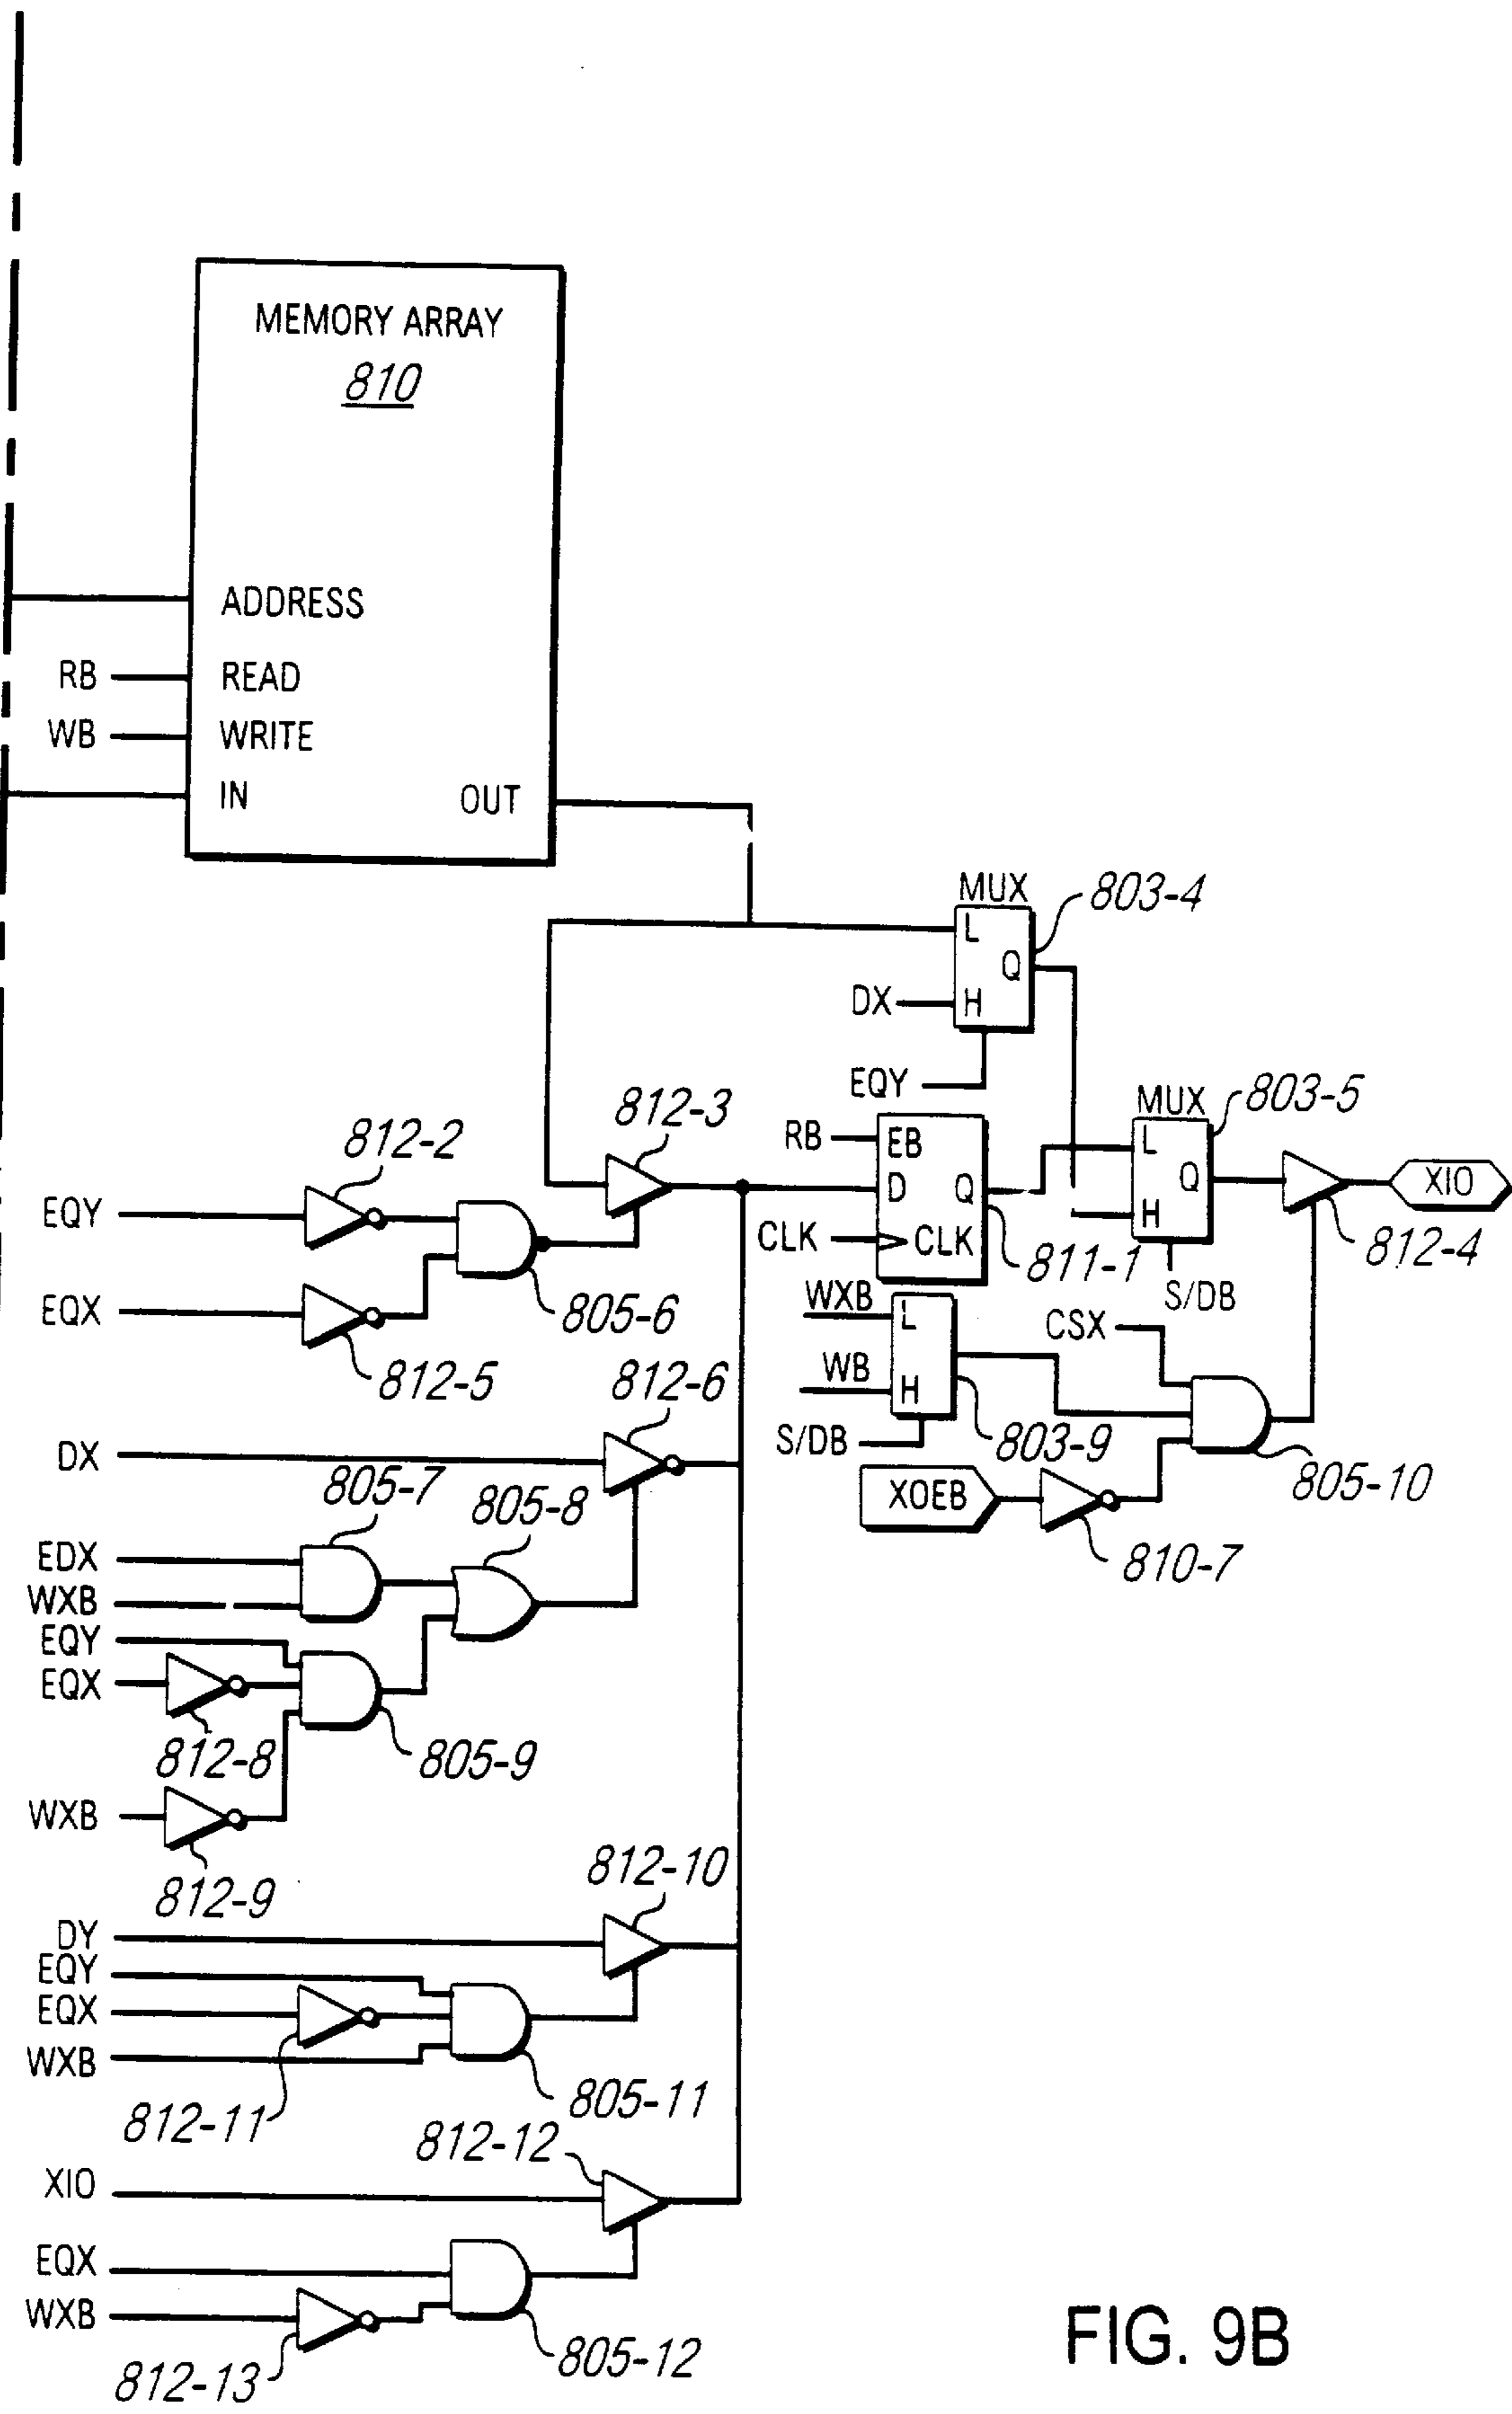 MEMORY ARRAY
810
ADDRESS
RB
READ
WB
WRITE
IN
OUT
MUX
803-4
L
Q
DX
H
EQY
812-3
MUX
803-5
812-2
RB
EB
L
Q
XIO
EQY
D
Q
H
CLK
CLK
811-1
812-4
S/DB
EQX
805-6
WXB
L
CSX
812-5
812-6
WB
H
S/DB
803-9
DX
805-7
805-8
XOEB
805-10
810-7
EDX
WXB
EQY
EQX
812-8
805-9
WXB
812-9
812-10
DY
EQY
EQX
WXB
812-11
805-11
812-12
XIO
EQX
WXB
812-13
805-12
FIG. 9B